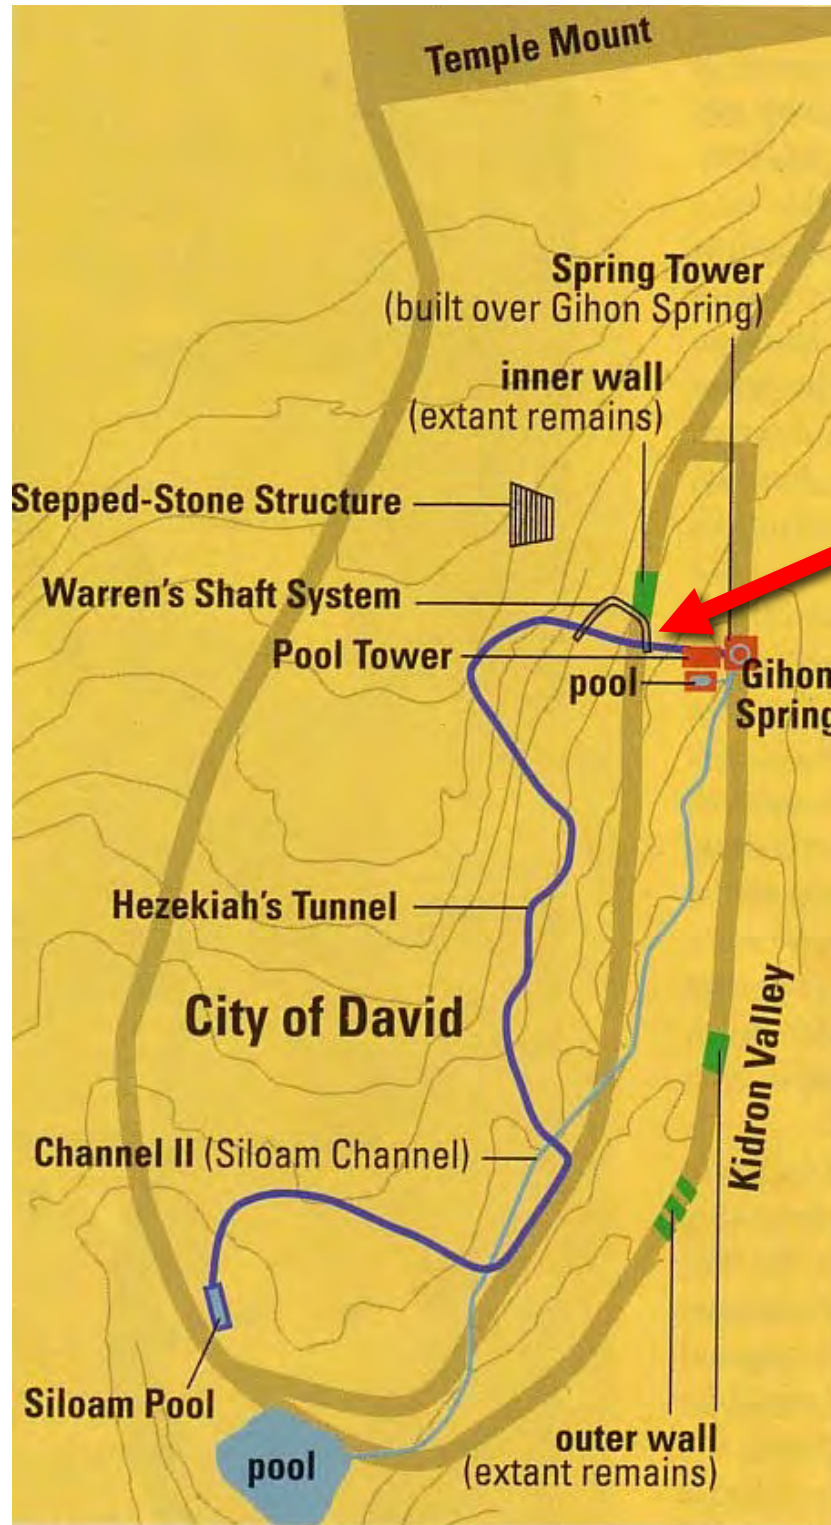 Temple Mount
Spring Tower
(built over Gihon Spring)
inner wall
(extant remains)
Stepped-Stone Structure
Warren's Shaft System
Pool Tower
pool
Gihon
Spring
Hezekiah's Tunnel
City of David
Kidron Valley
Channel II (Siloam Channel)
Siloam Pool
pool
outer wall
(extant remains)